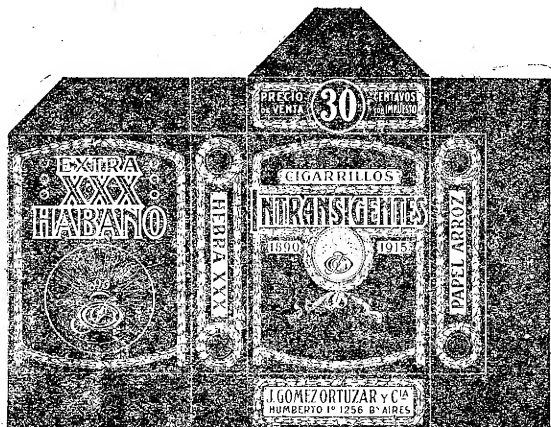 PRECIO
DE VENTA
30
CENTAVOS
CON IMPUESTO
EXTRA
XXX
HABANO
HEBRA XXX
CIGARRILLOS
INTRANSIGENTES
1890 1915
PAPEL ARROZ
J. GOMEZ ORTUZAR Y CIA
HUMBERTO 1º 1256 Bs AIRES